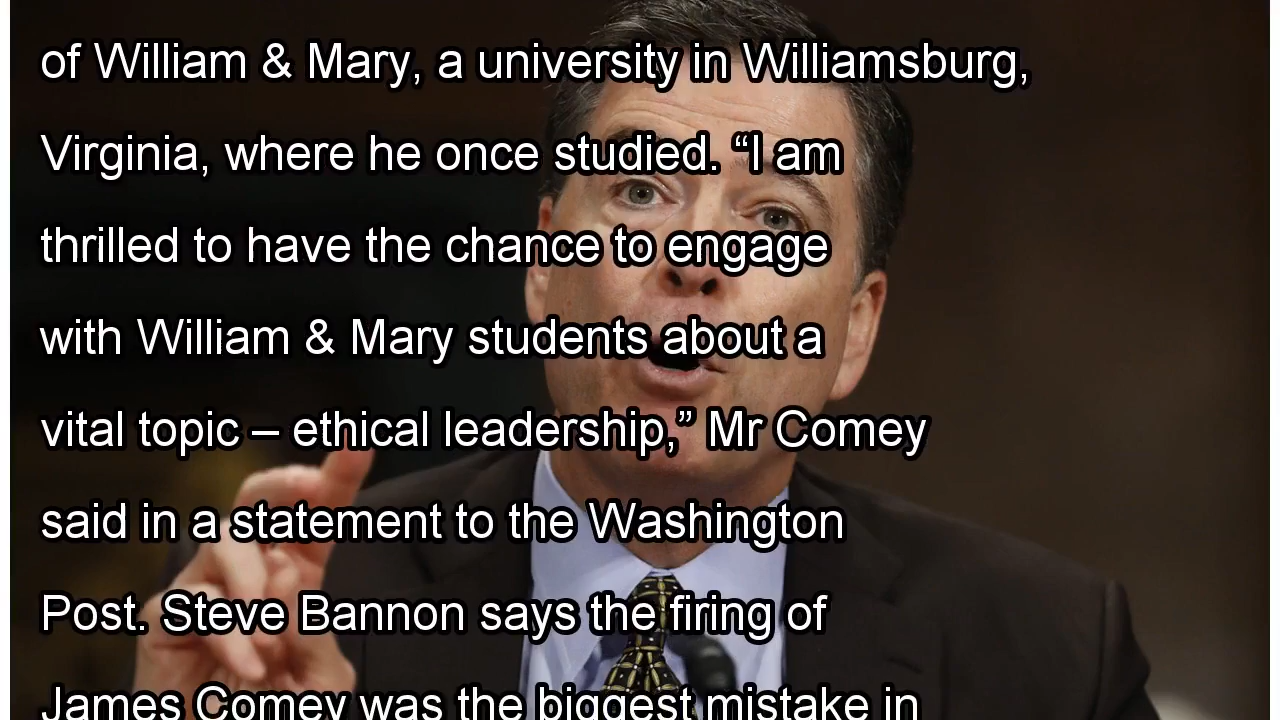 of William & Mary, a university in Williamsburg,
Virginia, where he once studied. “I am
thrilled to have the chance to engage
with William & Mary students about a
vital topic – ethical leadership,” Mr Comey
said in a statement to the Washington
Post. Steve Bannon says the firing of
James Comey was the biggest mistake in